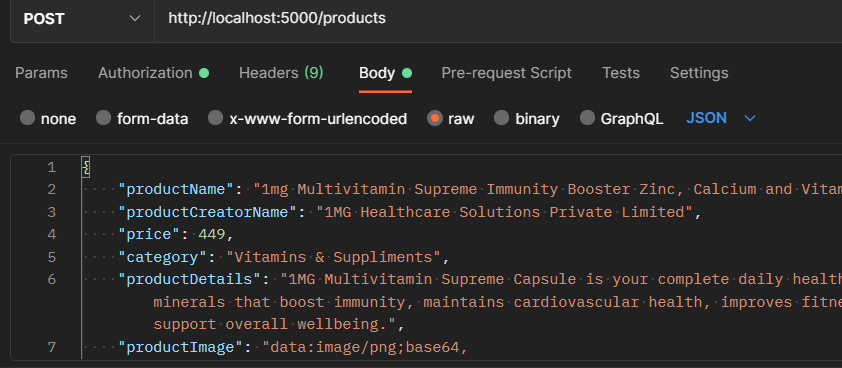 POST http://localhost:5000/products
Params Authorization Headers (9) Body Pre-request Script Tests Settings
none form-data x-www-form-urlencoded raw binary GraphQL JSON
1 {
2 "productName": "1mg Multivitamin Supreme Immunity Booster Zinc, Calcium and Vitam
3 "productCreatorName": "1MG Healthcare Solutions Private Limited",
4 "price": 449,
5 "category": "Vitamins & Suppliments",
6 "productDetails": "1MG Multivitamin Supreme Capsule is your complete daily health
minerals that boost immunity, maintains cardiovascular health, improves fitne
support overall wellbeing.",
7 "productImage": "data:image/png;base64,